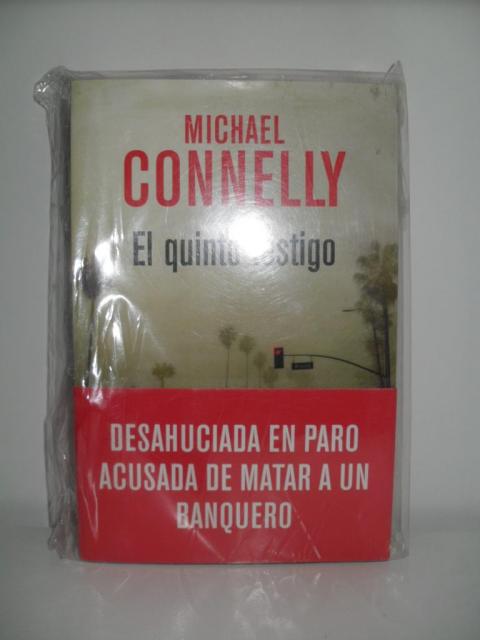 MICHAEL
CONNELLY
El quinto testigo
DESAHUCIADA EN PARO
ACUSADA DE MATAR A UN
BANQUERO